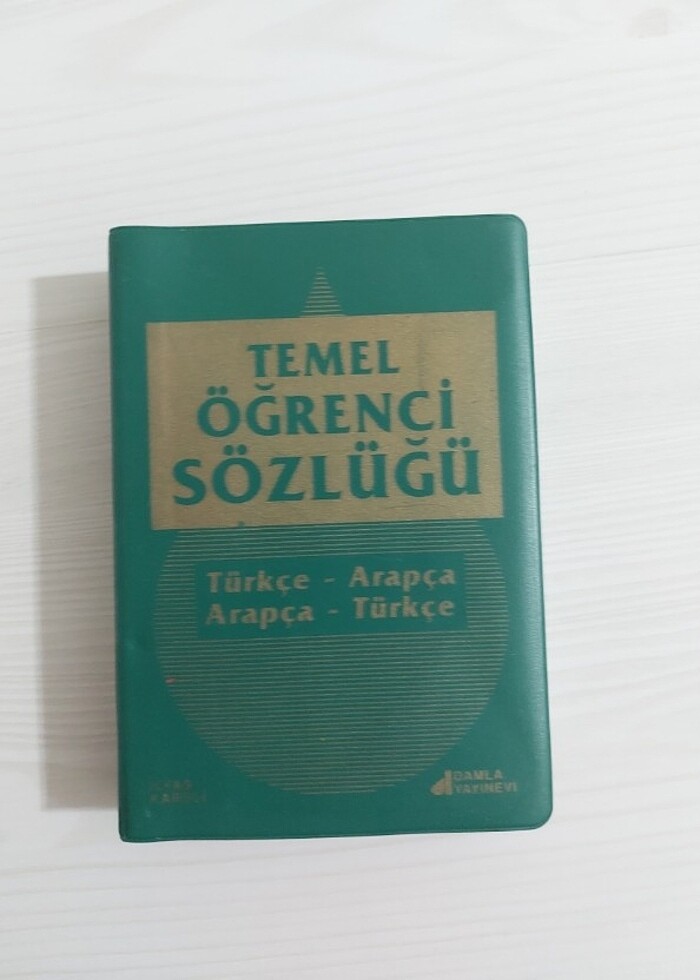 TEMEL
ÖĞRENCİ
SÖZLÜĞÜ
Türkçe - Arapça
Arapça - Türkçe
DAMLA
YAYINEVİ